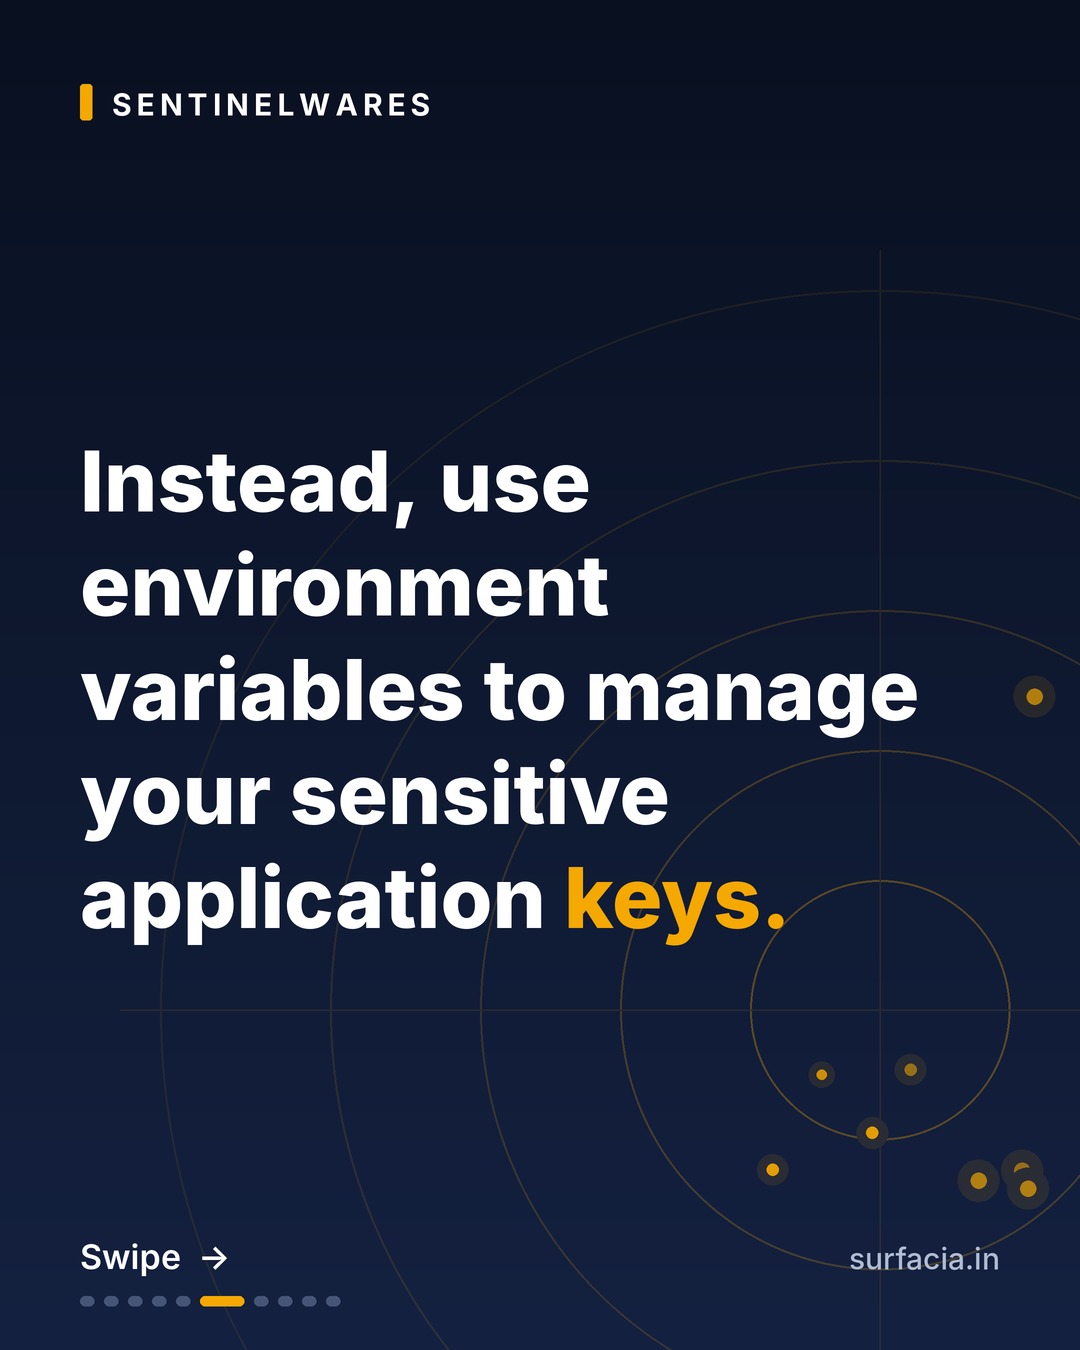 SENTINELWARES
Instead, use
environment
variables to manage
your sensitive
application keys.
Swipe →
surfacia.in